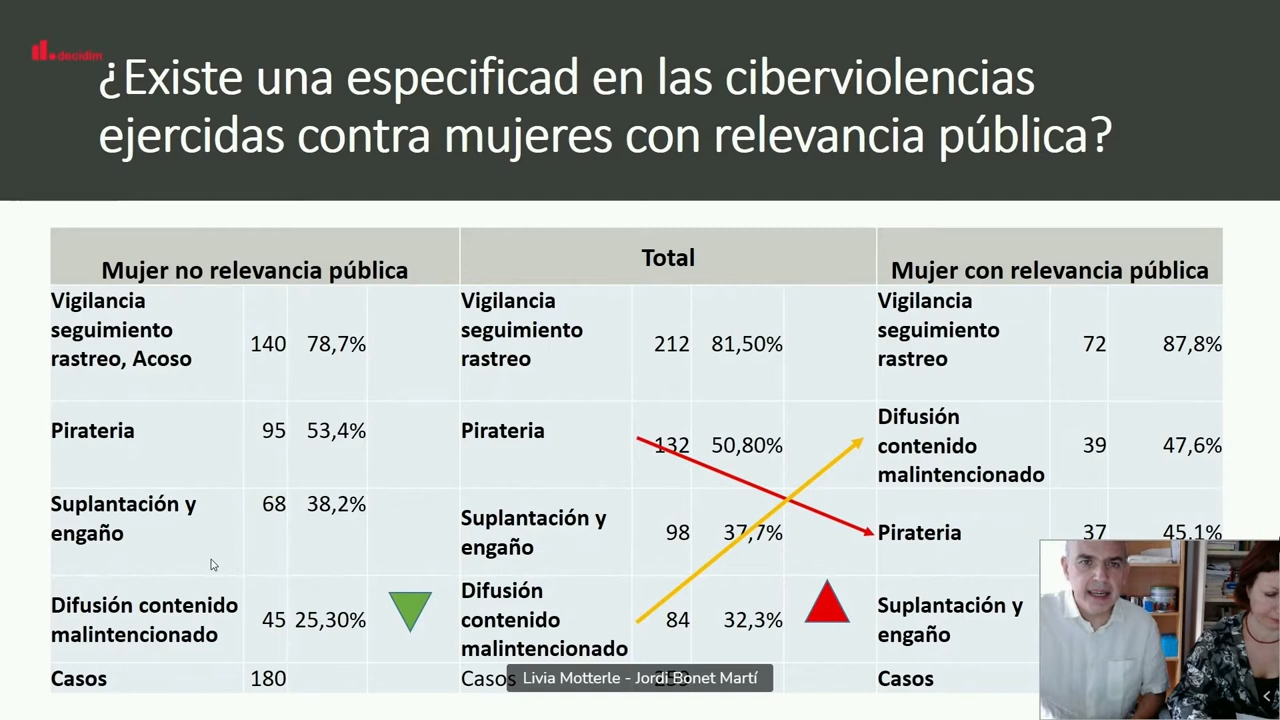 decidim
¿Existe una especificad en las ciberviolencias
ejercidas contra mujeres con relevancia pública?
Mujer no relevancia pública
Total
Mujer con relevancia pública
Vigilancia
seguimiento
rastreo, Acoso
140 78,7%
Vigilancia
seguimiento
rastreo
212 81,50%
Vigilancia
seguimiento
rastreo
72 87,8%
Pirateria
95 53,4%
Pirateria
132 50,80%
Difusión
contenido
malintencionado
39 47,6%
Suplantación y
engaño
68 38,2%
Suplantación y
engaño
98 37,7%
Pirateria
37 45,1%
Difusión contenido
malintencionado
45 25,30%
Difusión
contenido
malintencionado
84 32,3%
Suplantación y
engaño
Casos 180
Casos
Casos
Livia Motterle - Jordi Bonet Martí